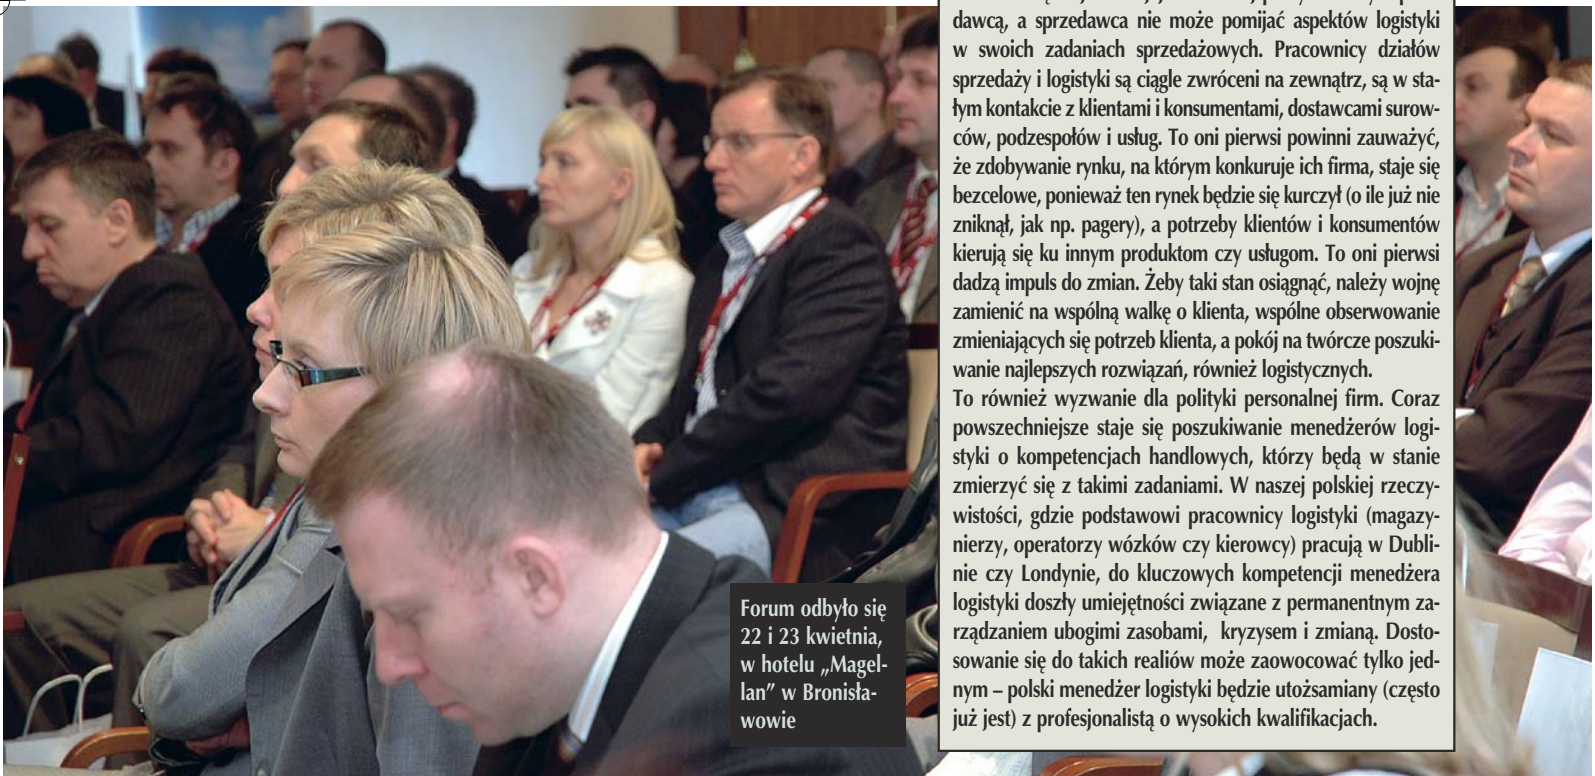 dawcą, a sprzedawca nie może pomijać aspektów logistyki
w swoich zadaniach sprzedażowych. Pracownicy działów
sprzedaży i logistyki są ciągle zwróceni na zewnątrz, są w sta-
łym kontakcie z klientami i konsumentami, dostawcami surow-
ców, podzespołów i usług. To oni pierwsi powinni zauważyć,
że zdobywanie rynku, na którym konkuruje ich firma, staje się
bezcelowe, ponieważ ten rynek będzie się kurczył (o ile już nie
zniknął, jak np. pagery), a potrzeby klientów i konsumentów
kierują się ku innym produktom czy usługom. To oni pierwsi
dadzą impuls do zmian. Żeby taki stan osiągnąć, należy wojnę
zamienić na wspólną walkę o klienta, wspólne obserwowanie
zmieniających się potrzeb klienta, a pokój na twórcze poszuki-
wanie najlepszych rozwiązań, również logistycznych.
To również wyzwanie dla polityki personalnej firm. Coraz
powszechniejsze staje się poszukiwanie menedżerów logi-
styki o kompetencjach handlowych, którzy będą w stanie
zmierzyć się z takimi zadaniami. W naszej polskiej rzeczy-
wistości, gdzie podstawowi pracownicy logistyki (magazy-
nierzy, operatorzy wózków czy kierowcy) pracują w Dubli-
nie czy Londynie, do kluczowych kompetencji menedżera
logistyki doszły umiejętności związane z permanentnym za-
rządzaniem ubogimi zasobami, kryzysem i zmianą. Dosto-
sowanie się do takich realiów może zaowocować tylko jed-
nym – polski menedżer logistyki będzie utożsamiany (często
już jest) z profesjonalistą o wysokich kwalifikacjach.
Forum odbyło się
22 i 23 kwietnia,
w hotelu „Magel-
lan” w Bronisła-
wowie